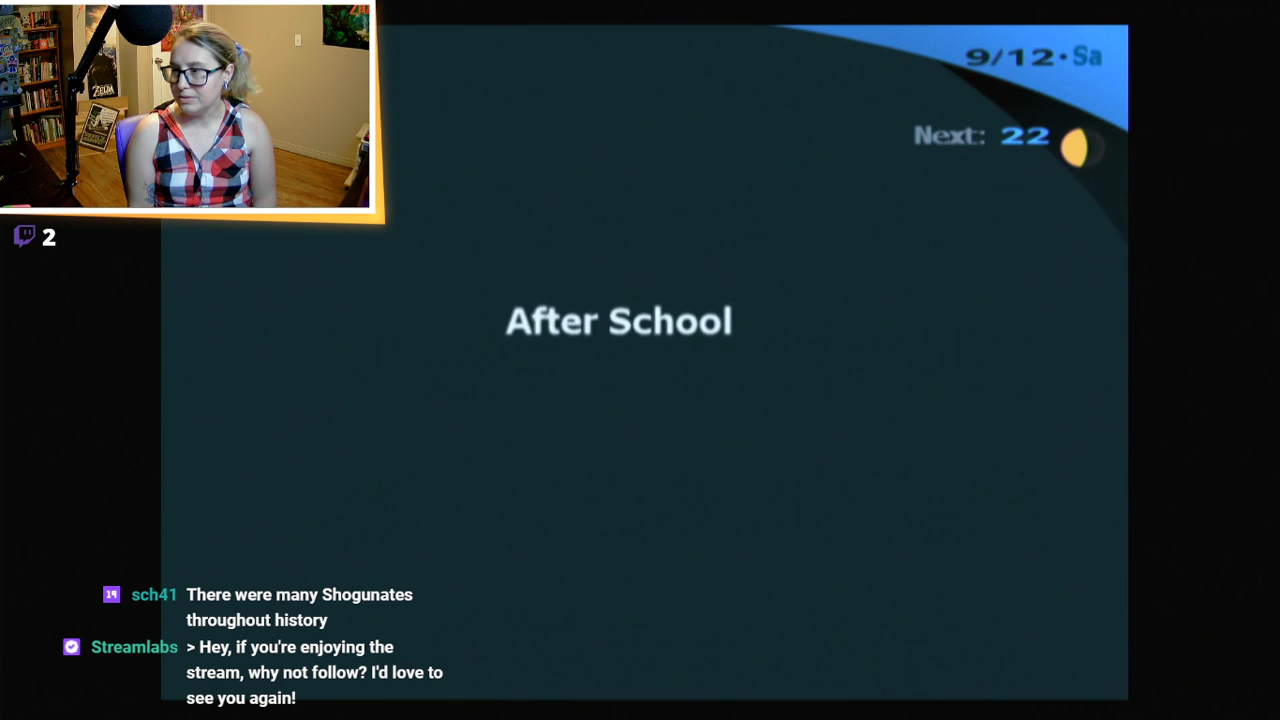 9/12・Sa
Next: 22
2
After School
sch41 There were many Shogunates
throughout history
Streamlabs > Hey, if you're enjoying the
stream, why not follow? I'd love to
see you again!